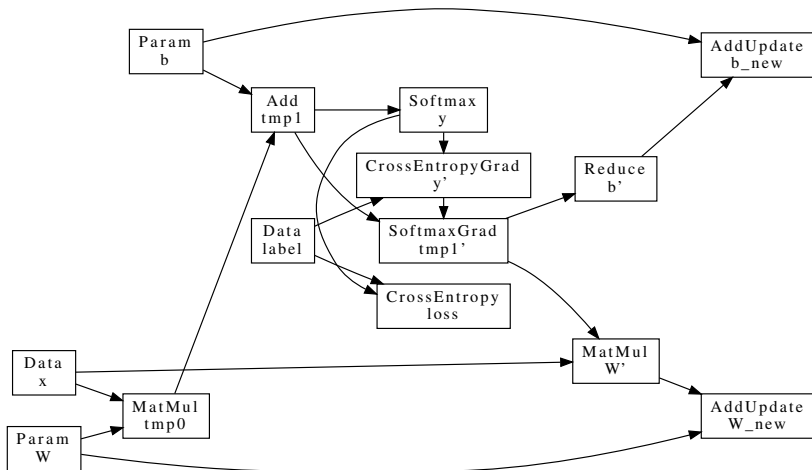 Param
b
AddUpdate
b_new
Add
tmp1
Softmax
y
CrossEntropyGrad
y'
Reduce
b'
Data
label
SoftmaxGrad
tmp1'
CrossEntropy
loss
Data
x
MatMul
W'
MatMul
tmp0
AddUpdate
W_new
Param
W